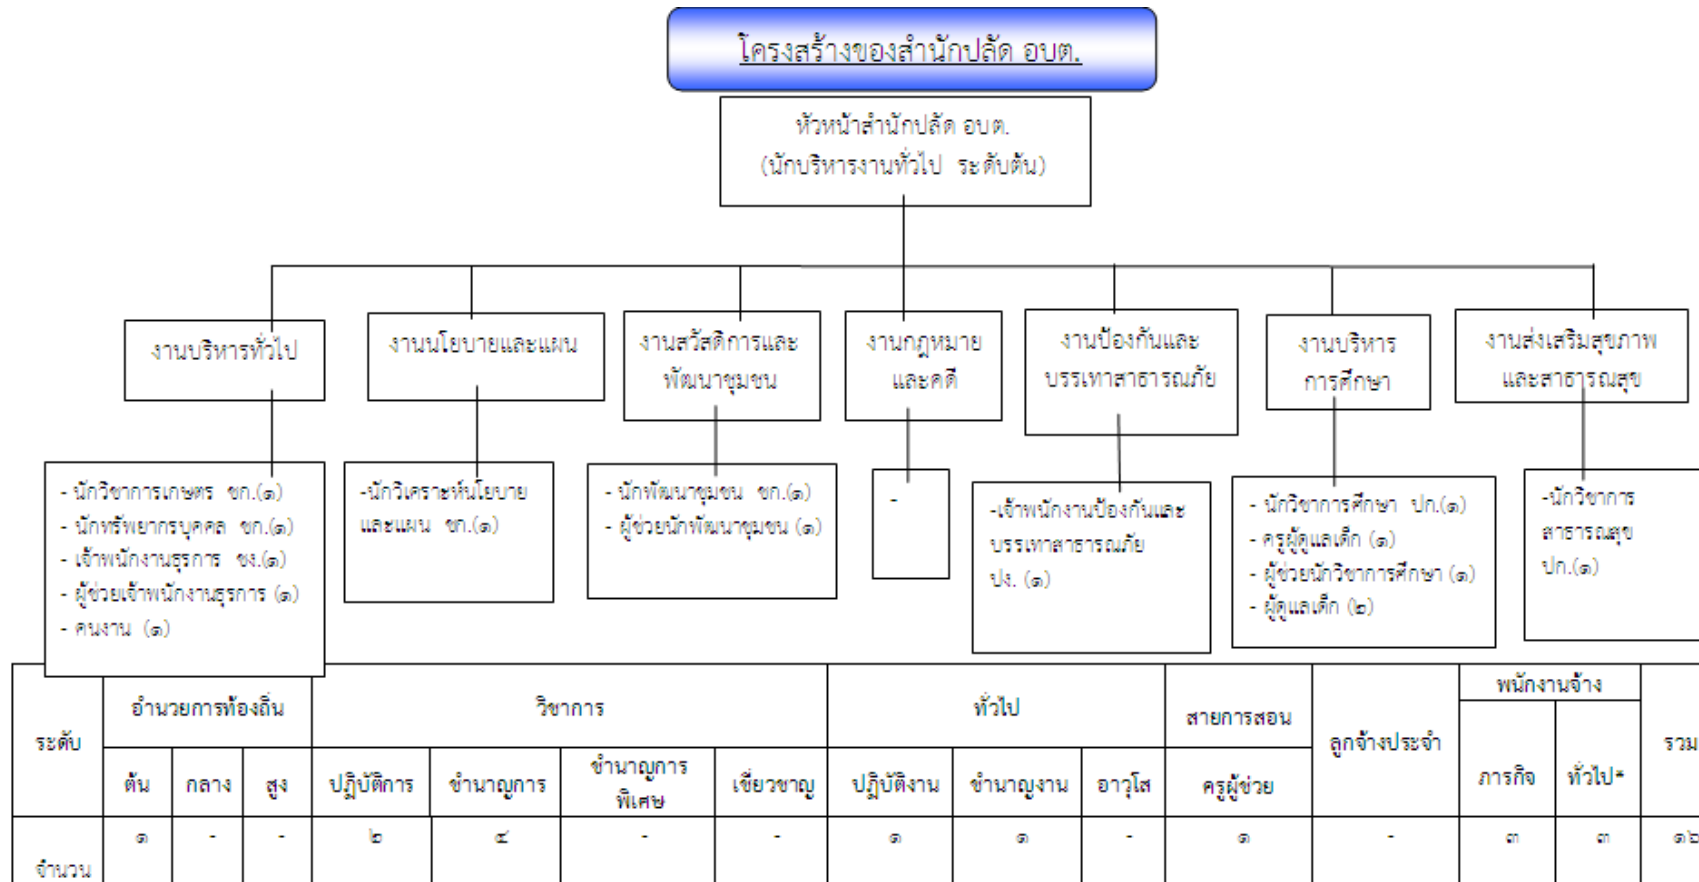 โครงสร้างของสำนักปลัด อบต.
หัวหน้าสำนักปลัด อบต.
(นักบริหารงานทั่วไป ระดับต้น)
งานบริหารทั่วไป
- นักวิชาการเกษตร ชก.(๑)
- นักทรัพยากรบุคคล ชก.(๑)
- เจ้าพนักงานธุรการ ชง.(๑)
- ผู้ช่วยเจ้าพนักงานธุรการ (๑)
- คนงาน (๑)
งานนโยบายและแผน
-นักวิเคราะห์นโยบาย
และแผน ชก.(๑)
งานสวัสดิการและ
พัฒนาชุมชน
- นักพัฒนาชุมชน ชก.(๑)
- ผู้ช่วยนักพัฒนาชุมชน (๑)
งานกฎหมาย
และคดี
-
งานป้องกันและ
บรรเทาสาธารณภัย
-เจ้าพนักงานป้องกันและ
บรรเทาสาธารณภัย
ปง. (๑)
งานบริหาร
การศึกษา
- นักวิชาการศึกษา ปก.(๑)
- ครูผู้ดูแลเด็ก (๑)
- ผู้ช่วยนักวิชาการศึกษา (๑)
- ผู้ดูแลเด็ก (๒)
งานส่งเสริมสุขภาพ
และสาธารณสุข
-นักวิชาการ
สาธารณสุข
ปก.(๑)
ระดับ อำนวยการท้องถิ่น วิชาการ ทั่วไป สายการสอน ลูกจ้างประจำ พนักงานจ้าง รวม
ต้น กลาง สูง ปฏิบัติการ ชำนาญการ ชำนาญการ
พิเศษ เชี่ยวชาญ ปฏิบัติงาน ชำนาญงาน อาวุโส ครูผู้ช่วย ภารกิจ ทั่วไป*
จำนวน ๑ - - ๒ ๔ - - ๑ ๑ - ๑ - ๓ ๓ ๑๖